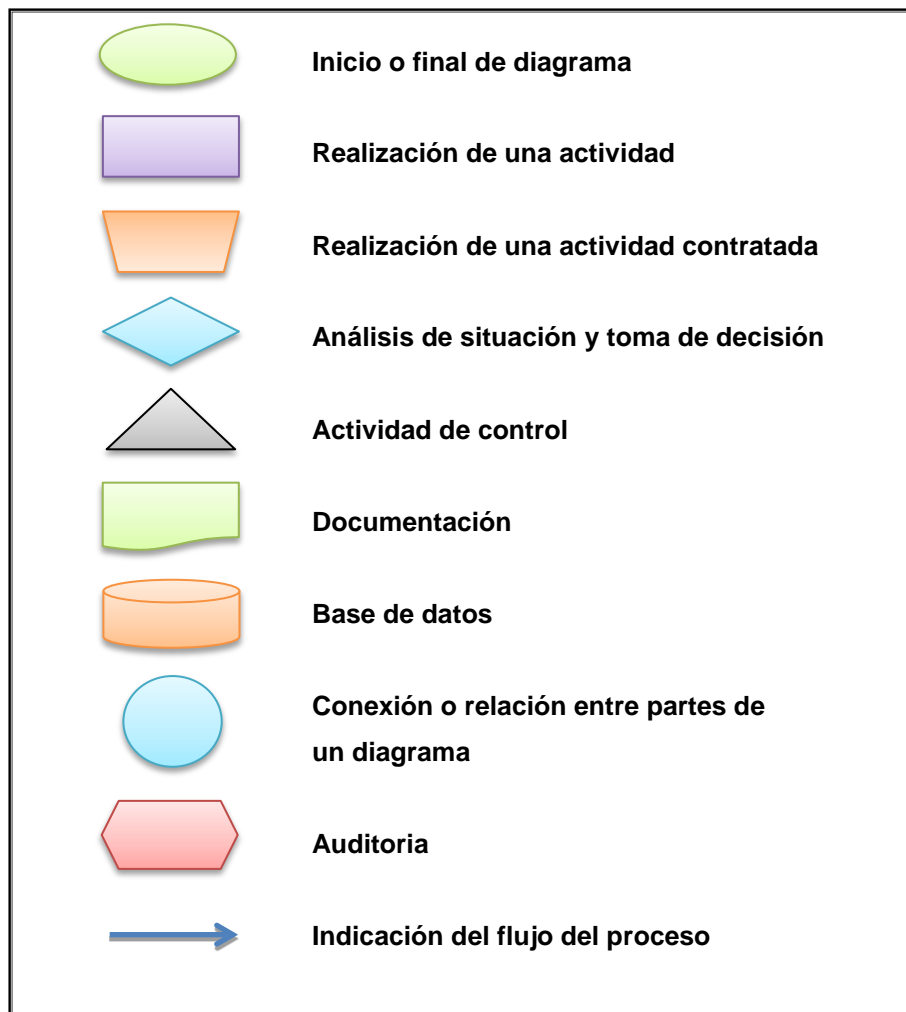 Inicio o final de diagrama
Realización de una actividad
Realización de una actividad contratada
Análisis de situación y toma de decisión
Actividad de control
Documentación
Base de datos
Conexión o relación entre partes de
un diagrama
Auditoria
Indicación del flujo del proceso